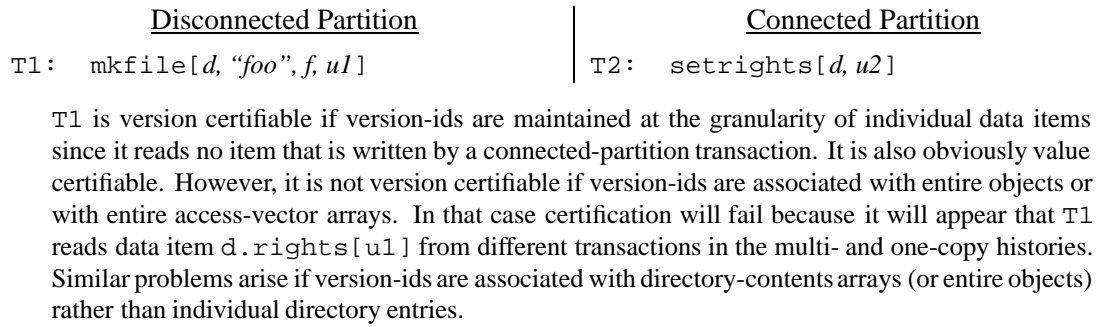 Disconnected Partition Connected Partition
T1: mkfile[d, “foo”, f, u1] T2: setrights[d, u2]
T1 is version certifiable if version-ids are maintained at the granularity of individual data items
since it reads no item that is written by a connected-partition transaction. It is also obviously value
certifiable. However, it is not version certifiable if version-ids are associated with entire objects or
with entire access-vector arrays. In that case certification will fail because it will appear that T1
reads data item d.rights[u1] from different transactions in the multi- and one-copy histories.
Similar problems arise if version-ids are associated with directory-contents arrays (or entire objects)
rather than individual directory entries.